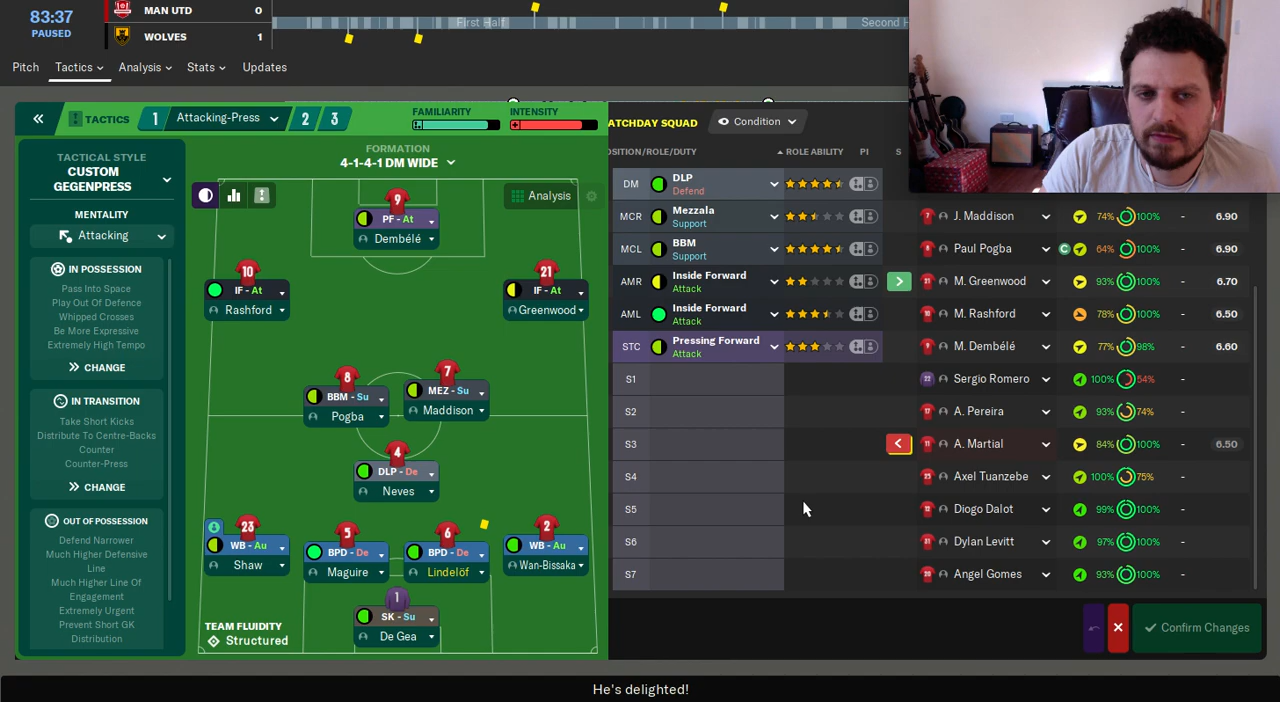 83:37
PAUSED
MAN UTD 0
WOLVES 1
First Half
Second H
Pitch Tactics Analysis Stats Updates
TACTICS 1 Attacking-Press 2 3
FAMILIARITY INTENSITY
TACTICAL STYLE
CUSTOM
GEGENPRESS
MENTALITY
Attacking
IN POSSESSION
Pass Into Space
Play Out Of Defence
Whipped Crosses
Be More Expressive
Extremely High Tempo
CHANGE
IN TRANSITION
Take Short Kicks
Distribute To Centre-Backs
Counter
Counter-Press
CHANGE
OUT OF POSSESSION
Defend Narrower
Much Higher Defensive
Line
Much Higher Line Of
Engagement
Extremely Urgent
Prevent Short GK
Distribution
FORMATION
4-1-4-1 DM WIDE
Analysis
9
PF - At
Dembélé
10
IF - At
Rashford
21
IF - At
Greenwood
8
BBM - Su
Pogba
7
MEZ - Su
Maddison
4
DLP - De
Neves
23
WB - Au
Shaw
5
BPD - De
Maguire
6
BPD - De
Lindelöf
2
WB - Au
Wan-Bissaka
1
SK - Su
De Gea
TEAM FLUIDITY
Structured
ATCHDAY SQUAD Condition
OSITION/ROLE/DUTY ROLE ABILITY PI S
DM DLP
Defend
MCR Mezzala
Support
J. Maddison 74% 100% - 6.90
MCL BBM
Support
Paul Pogba C 64% 100% - 6.90
AMR Inside Forward
Attack
M. Greenwood 93% 100% - 6.70
AML Inside Forward
Attack
M. Rashford 78% 100% - 6.50
STC Pressing Forward
Attack
M. Dembélé 77% 98% - 6.60
S1 Sergio Romero 100% 54% -
S2 A. Pereira 93% 74% -
S3 A. Martial 84% 100% - 6.50
S4 Axel Tuanzebe 100% 75% -
S5 Diogo Dalot 99% 100% -
S6 Dylan Levitt 97% 100% -
S7 Angel Gomes 93% 100% -
Confirm Changes
He's delighted!